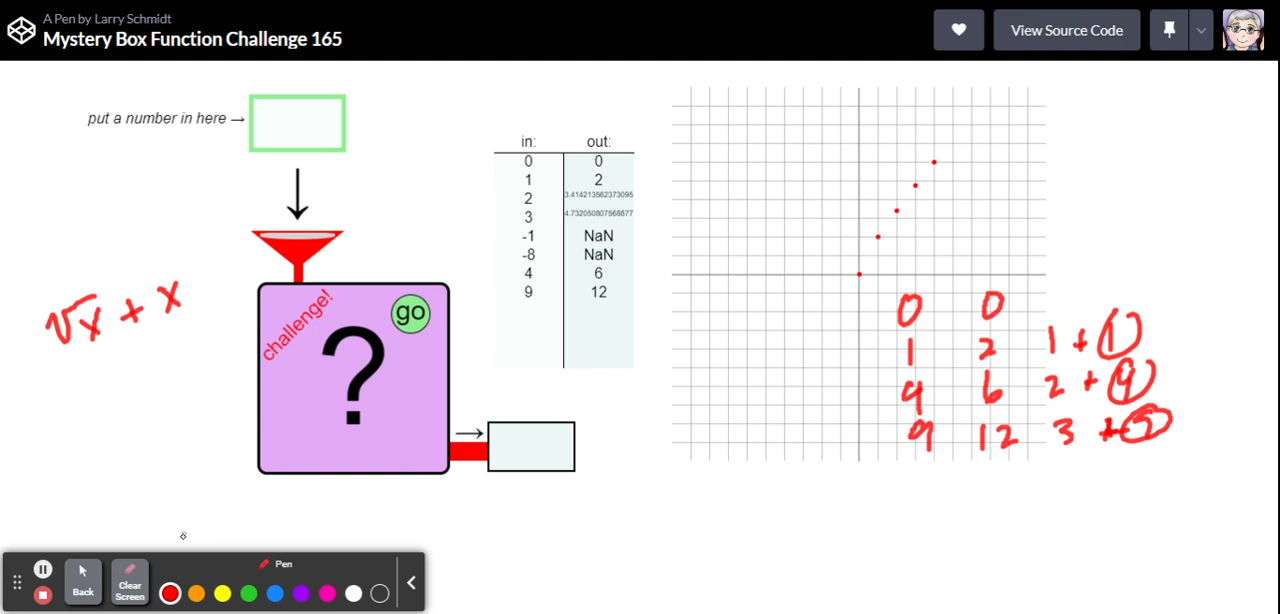 A Pen by Larry Schmidt
Mystery Box Function Challenge 165
View Source Code
put a number in here →
in: out:
0 0
1 2
2 3.414213562373095
3 4.732050807568877
-1 NaN
-8 NaN
4 6
9 12
challenge!
go
?
√x + x
0 0
1 2 1 + 1
4 6 2 + 4
9 12 3 + 9
Pen
Back
Clear
Screen